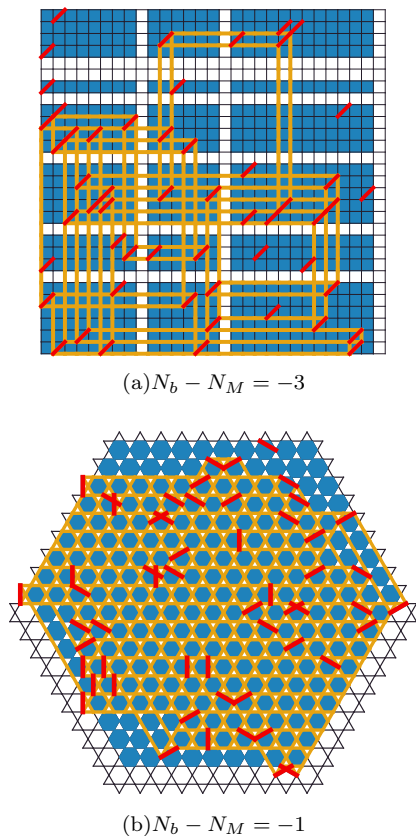 (a)N_b − N_M = −3
(b)N_b − N_M = −1